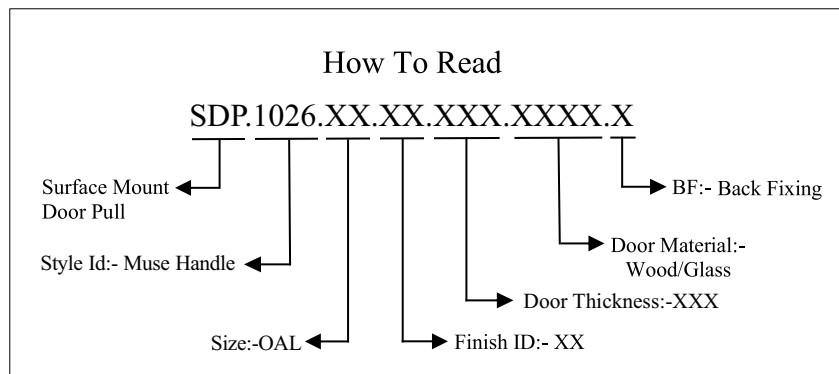 How To Read
SDP.1026.XX.XX.XXX.XXXX.X
Surface Mount
Door Pull
BF:- Back Fixing
Style Id:- Muse Handle
Door Material:-
Wood/Glass
Door Thickness:-XXX
Size:-OAL
Finish ID:- XX